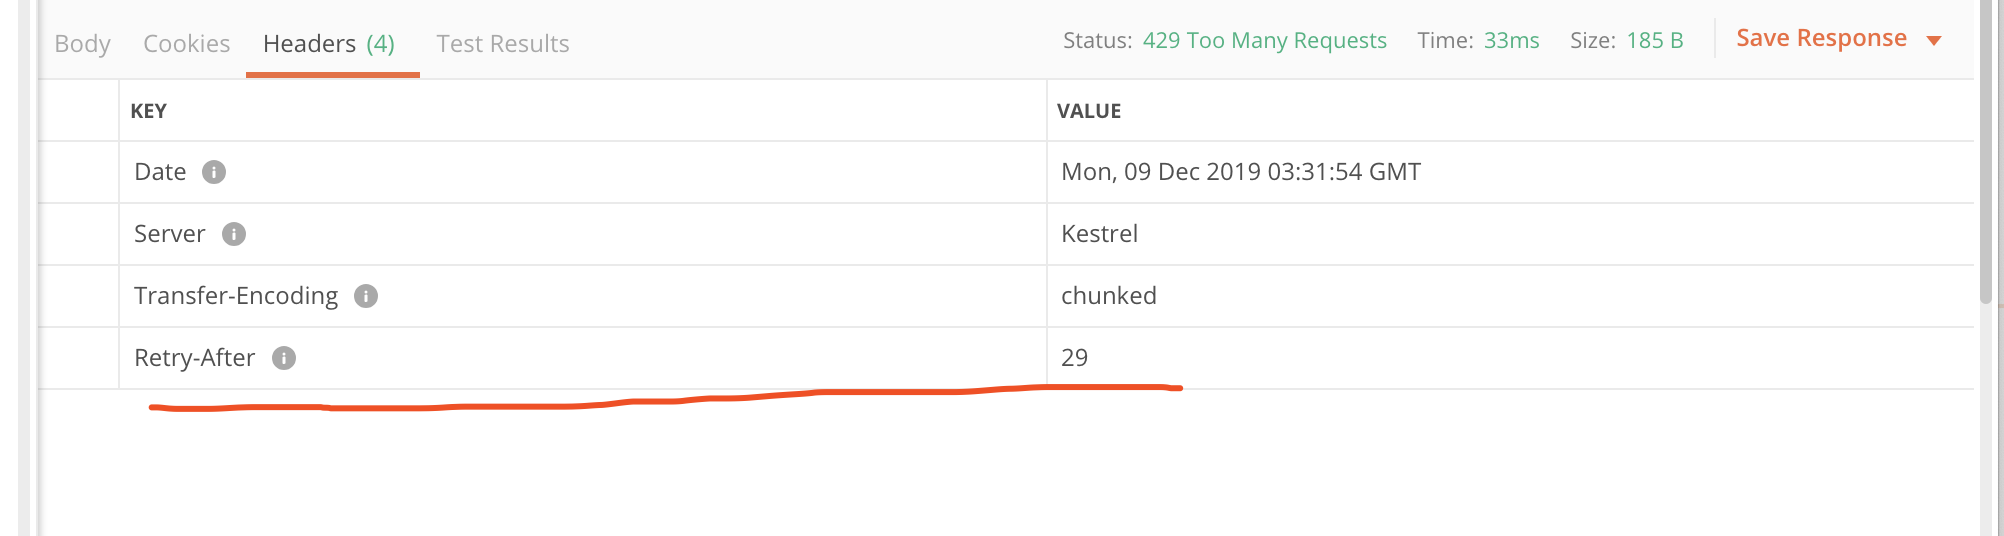 Body Cookies Headers (4) Test Results Status: 429 Too Many Requests Time: 33ms Size: 185 B Save Response
KEY VALUE
Date Mon, 09 Dec 2019 03:31:54 GMT
Server Kestrel
Transfer-Encoding chunked
Retry-After 29